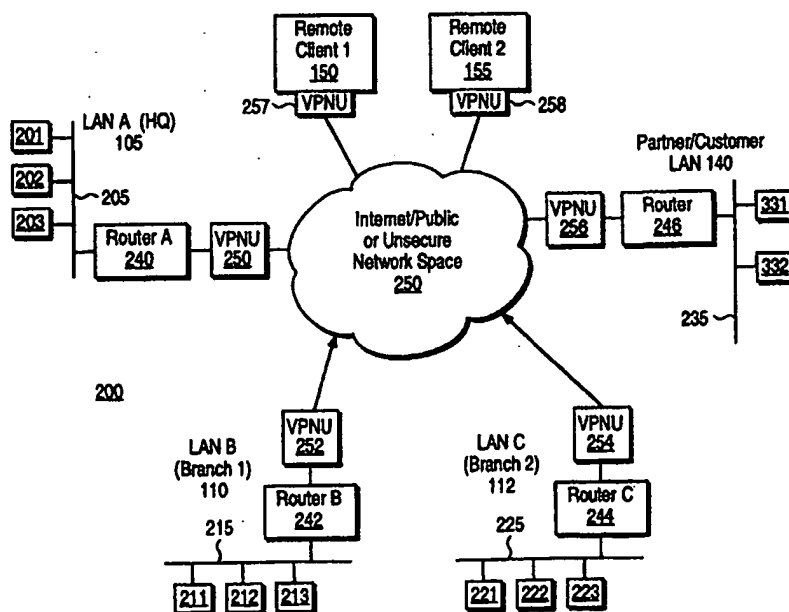 Remote
Client 1
150
VPNU
257
Remote
Client 2
155
VPNU
258
LAN A (HQ)
105
201
202
203
205
Router A
240
VPNU
250
Internet/Public
or Unsecure
Network Space
250
Partner/Customer
LAN 140
VPNU
256
Router
246
331
332
235
200
LAN B
(Branch 1)
110
VPNU
252
Router B
242
215
211
212
213
LAN C
(Branch 2)
112
VPNU
254
Router C
244
225
221
222
223